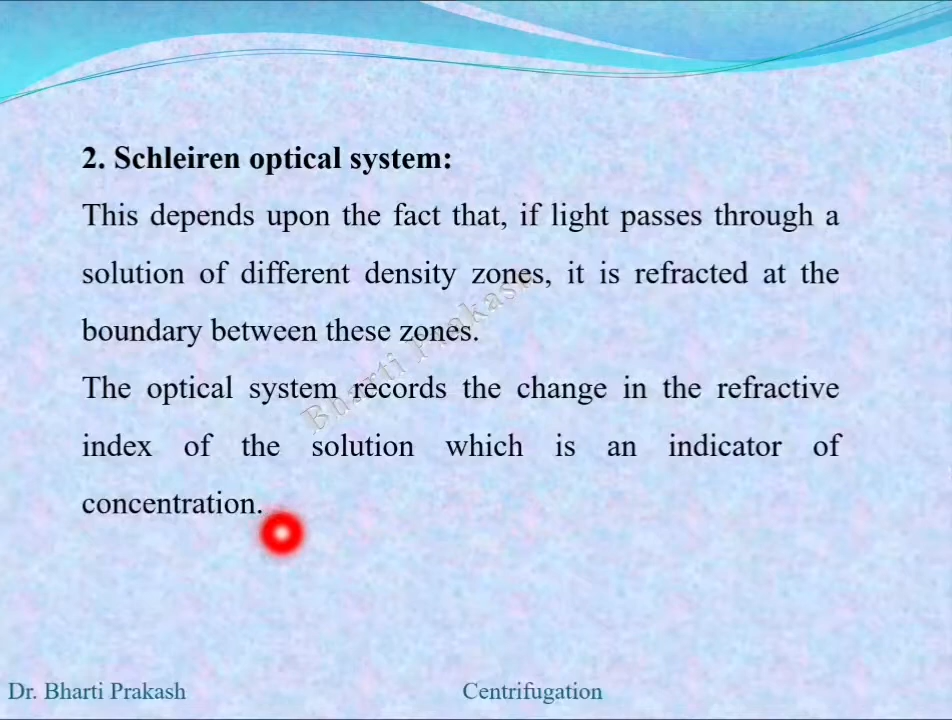 2. Schleiren optical system:
This depends upon the fact that, if light passes through a
solution of different density zones, it is refracted at the
boundary between these zones.
Bharti Prakash
The optical system records the change in the refractive
index of the solution which is an indicator of
concentration.
Dr. Bharti Prakash
Centrifugation